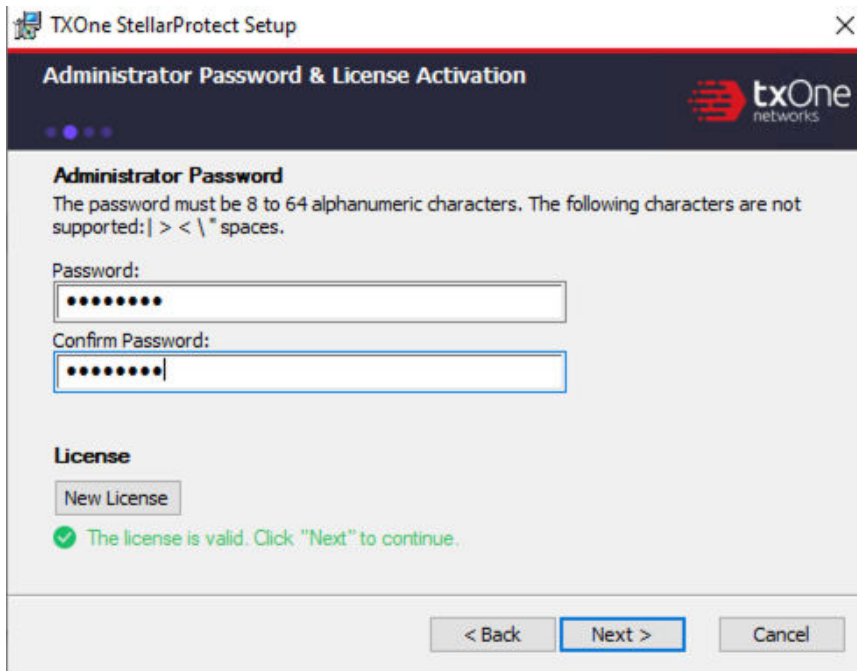 TXOne StellarProtect Setup
Administrator Password & License Activation
txOne
networks
Administrator Password
The password must be 8 to 64 alphanumeric characters. The following characters are not
supported:| > < \ " spaces.
Password:
••••••••
Confirm Password:
••••••••
License
New License
The license is valid. Click "Next" to continue.
< Back
Next >
Cancel